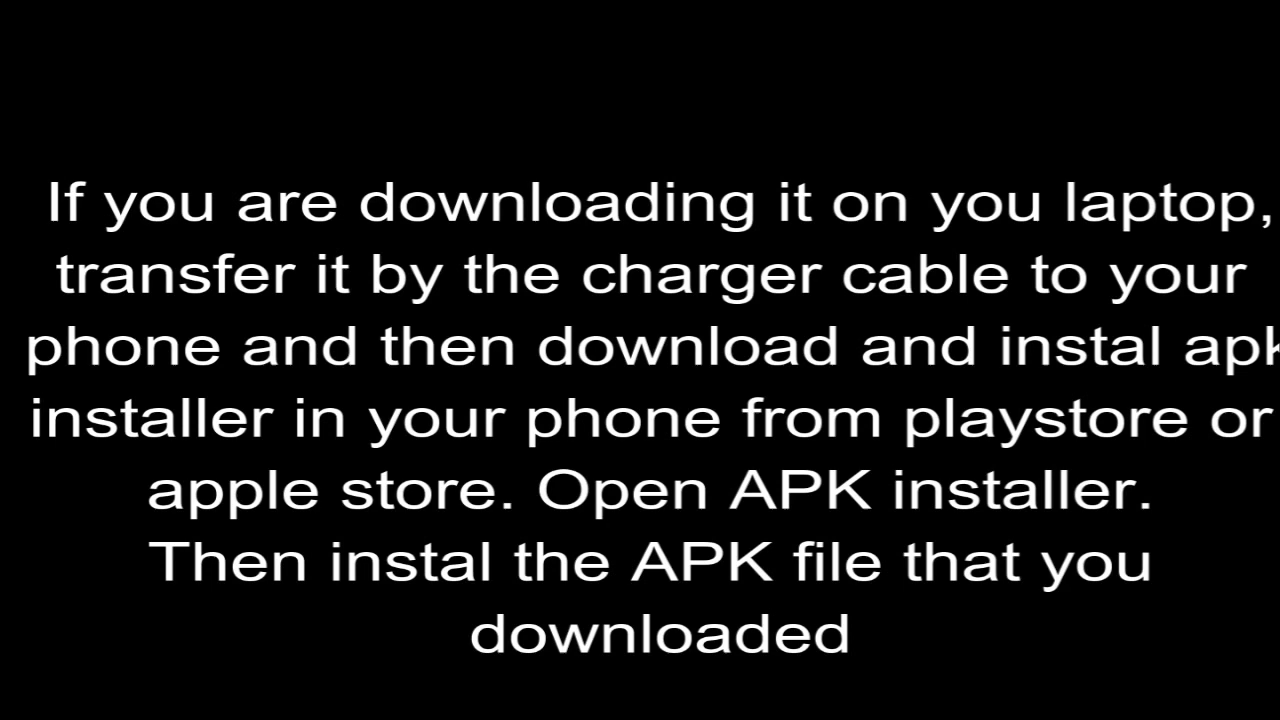 If you are downloading it on you laptop,
transfer it by the charger cable to your
phone and then download and instal apk
installer in your phone from playstore or
apple store. Open APK installer.
Then instal the APK file that you
downloaded